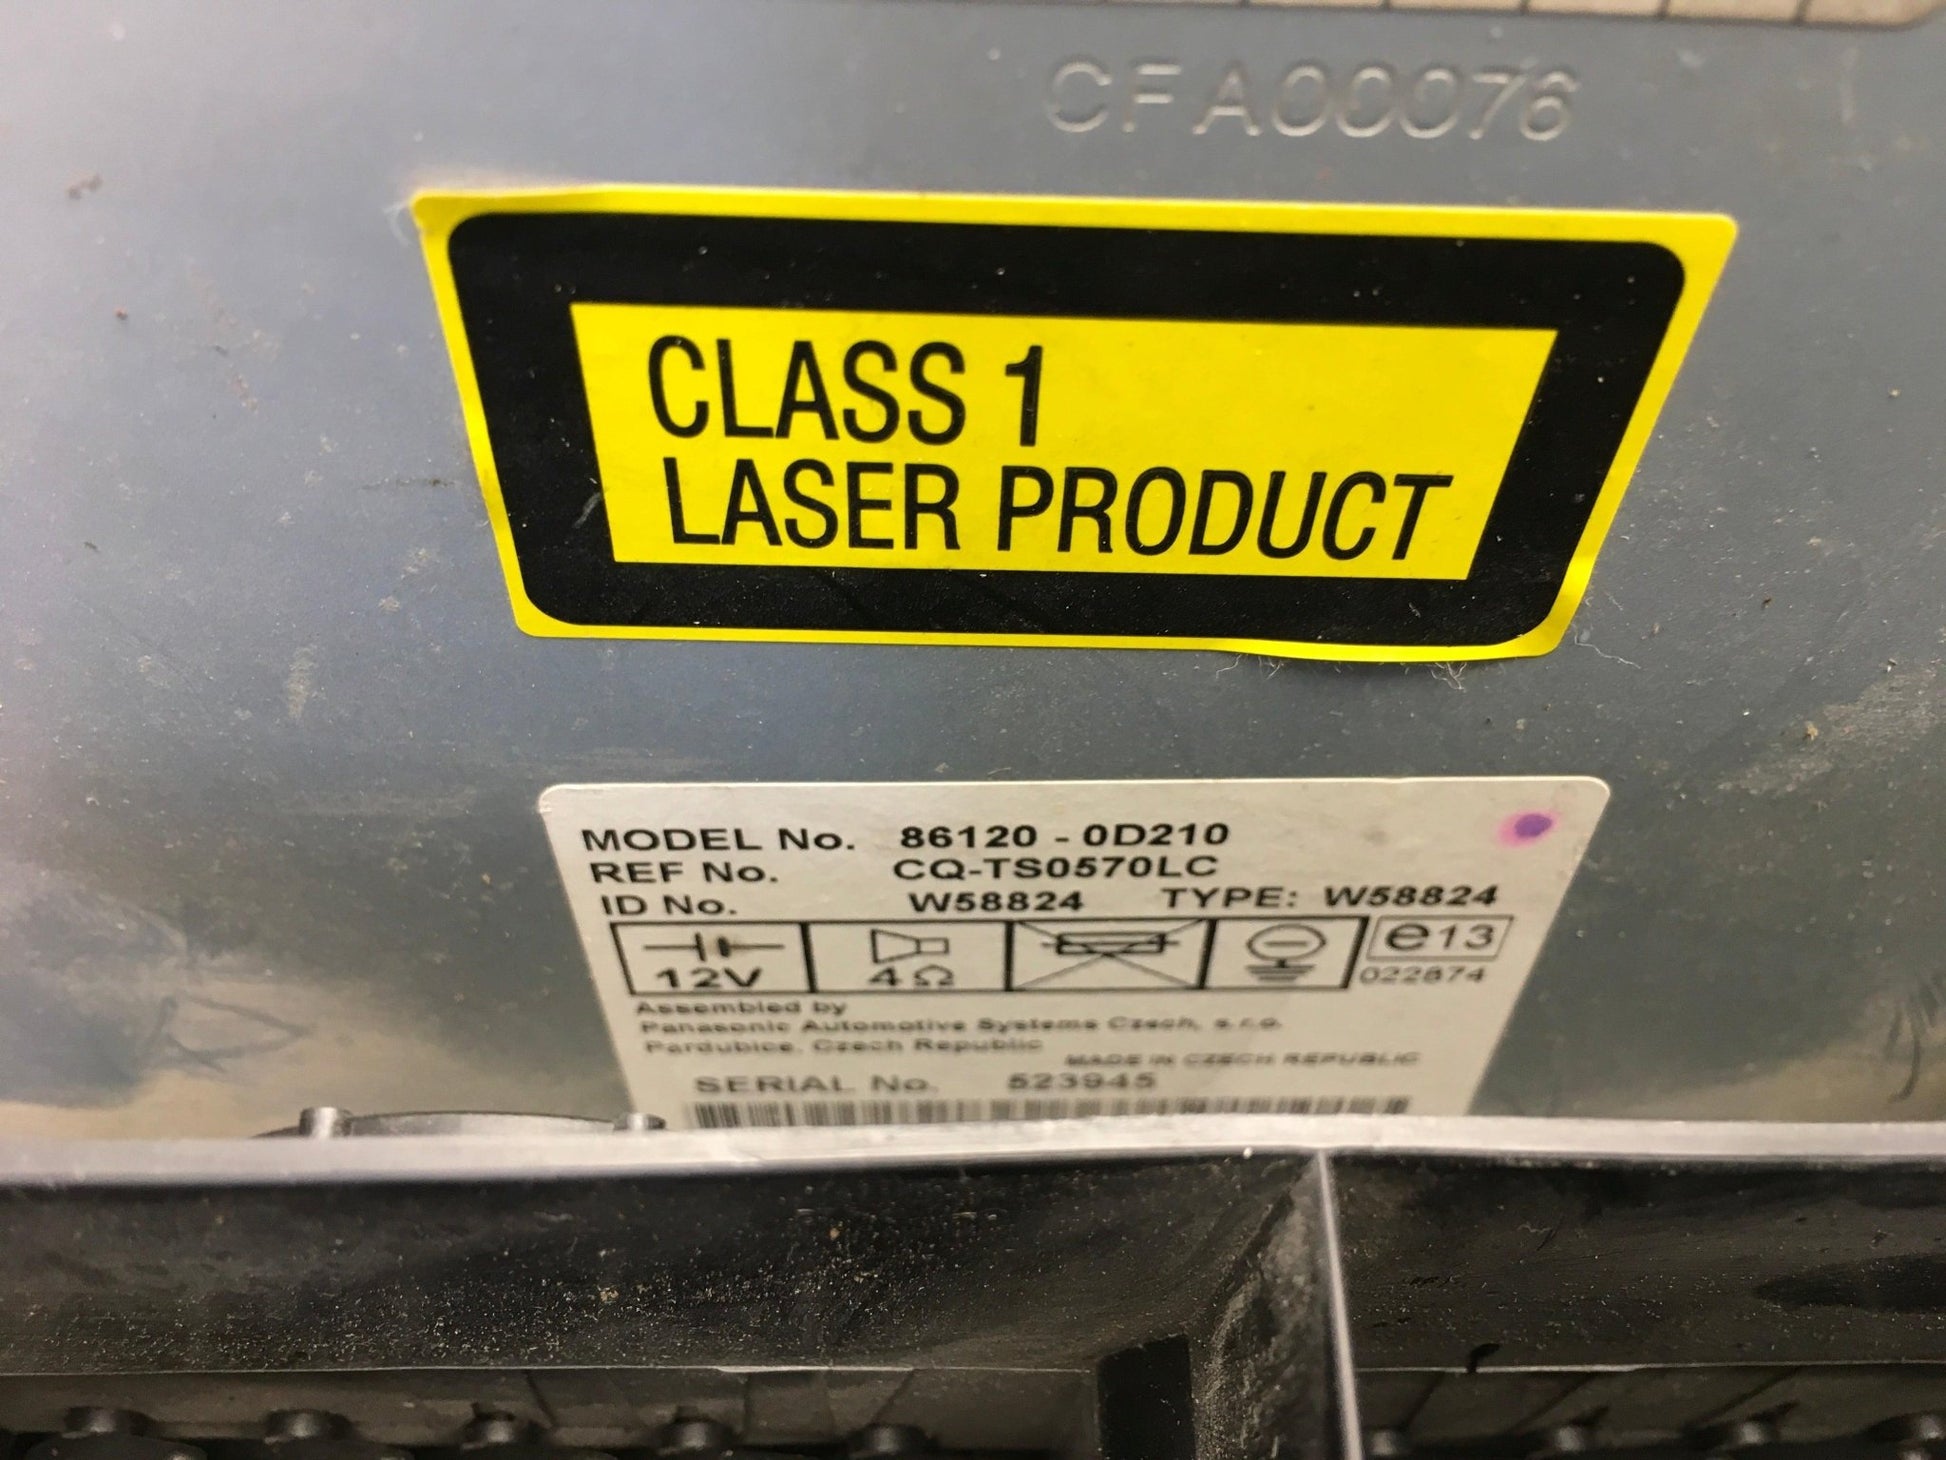 CFA00076
CLASS 1
LASER PRODUCT
MODEL No. 86120 - 0D210
REF No. CQ-TS0570LC
ID No. W58824 TYPE: W58824
12V 4Ω e13
022874
Assembled by
Panasonic Automotive Systems Czech, s.r.o.
Pardubice, Czech Republic
MADE IN CZECH REPUBLIC
SERIAL No. 523945